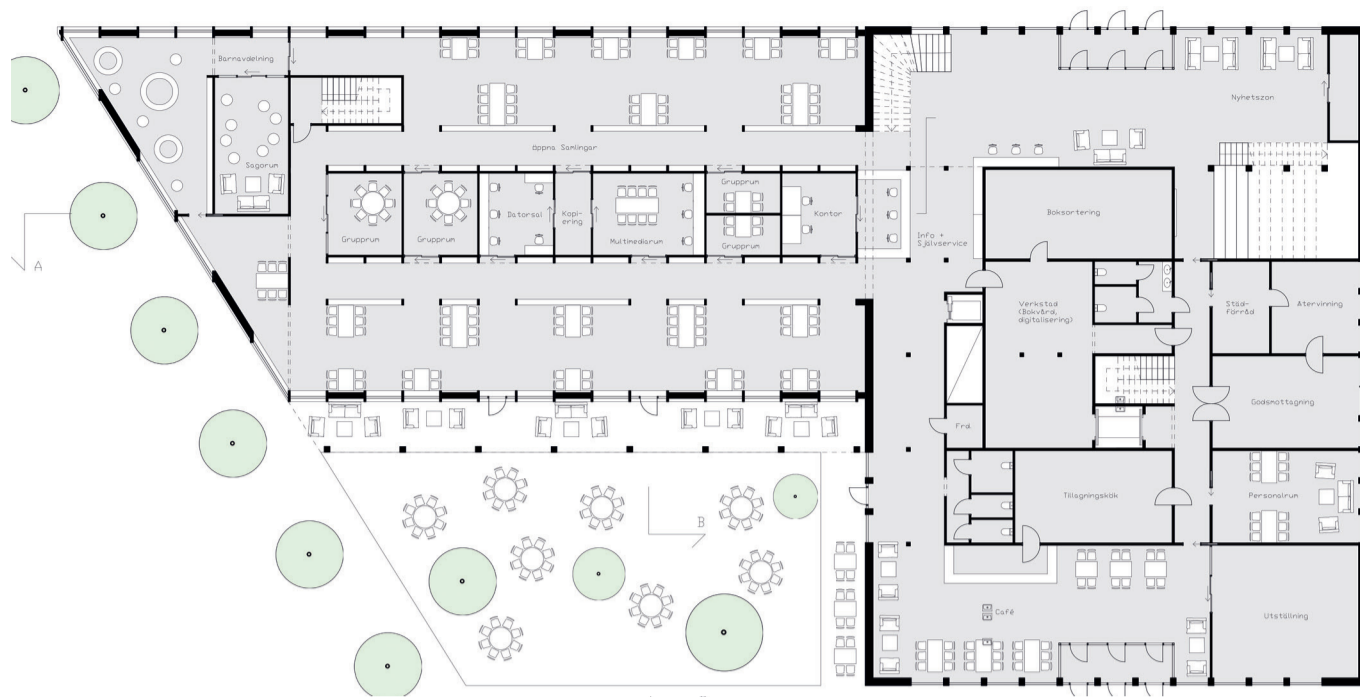 Barnavdelning
Nyhetszon
Öppna Samlingar
Sagorum
Grupprum
Grupprum
Datorsal
Kopi-
ering
Multimediarum
Grupprum
Grupprum
Kontor
Info +
Självservice
Boksortering
A
Verkstad
(Bokvård,
digitalisering)
Städ-
förråd
Återvinning
Godsmottagning
Frd
Tillagningskök
Personalrum
B
Café
Utställning